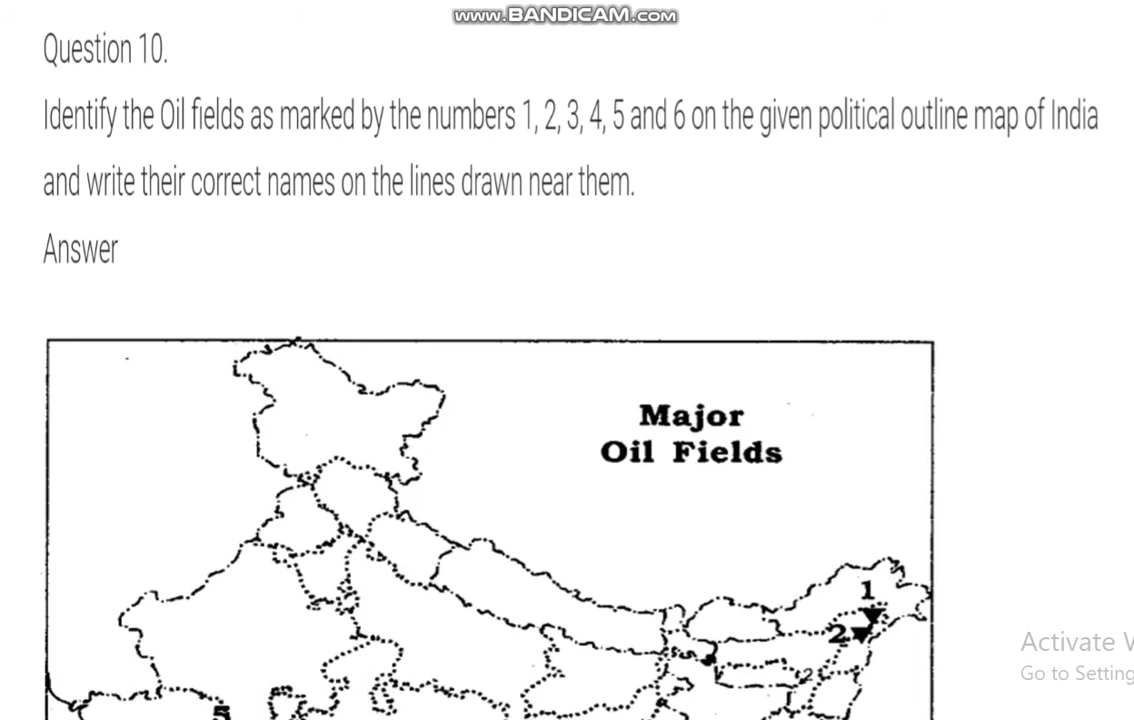 www.BANDICAM.com
Question 10.
Identify the Oil fields as marked by the numbers 1, 2, 3, 4, 5 and 6 on the given political outline map of India
and write their correct names on the lines drawn near them.
Answer
Major
Oil Fields
1
2
2
Activate
Go to Setting
5